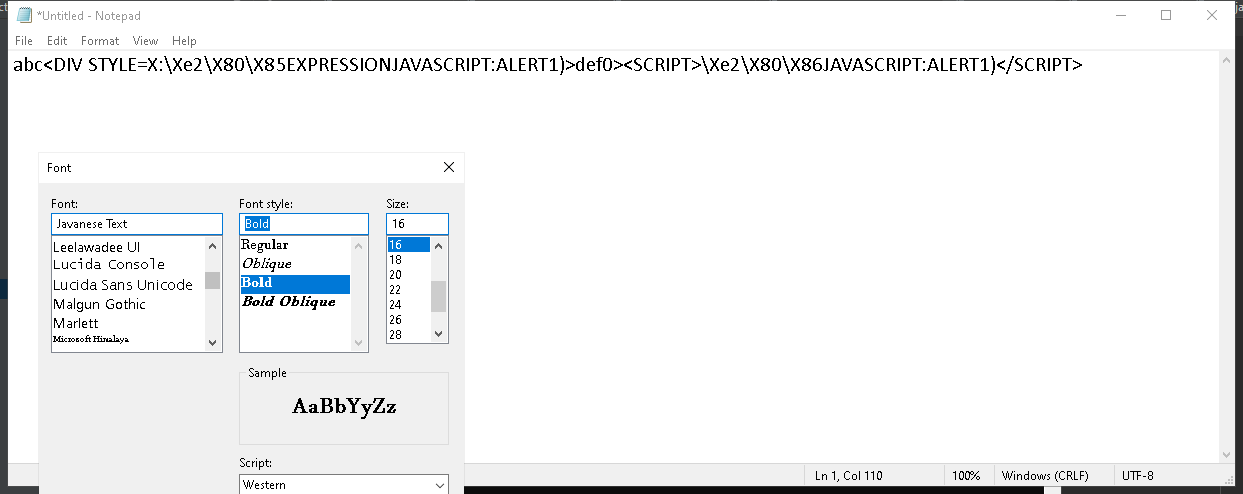 *Untitled - Notepad
File Edit Format View Help
abc<DIV STYLE=X:\Xe2\X80\X85EXPRESSIONJAVASCRIPT:ALERT1)>def0><SCRIPT>\Xe2\X80\X86JAVASCRIPT:ALERT1)</SCRIPT>
Font
Font: Font style: Size:
Javanese Text Bold 16
Leelawadee UI
Lucida Console
Lucida Sans Unicode
Malgun Gothic
Marlett
Microsoft Himalaya
Regular
Oblique
Bold
Bold Oblique
16
18
20
22
24
26
28
Sample
AaBbYyZz
Script:
Western
Ln 1, Col 110 100% Windows (CRLF) UTF-8